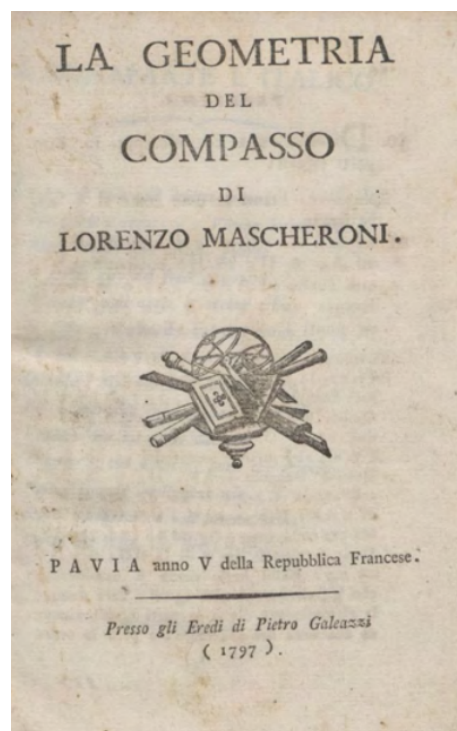 LA GEOMETRIA
DEL
COMPASSO
DI
LORENZO MASCHERONI.
PAVIA anno V della Repubblica Francese.
Presso gli Eredi di Pietro Galeazzi
( 1797 ).